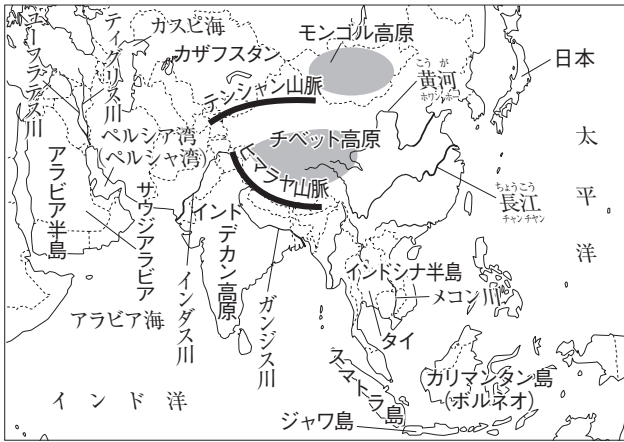 ユーフラテス川
ティグリス川
カスピ海
カザフスタン
モンゴル高原
テンシャン山脈
こう が
黄河
ホワンホー
日本
ペルシア湾
(ペルシャ湾)
チベット高原
ヒマラヤ山脈
アラビア半島
サウジアラビア
インド
デカン高原
インダス川
ガンジス川
ちょうこう
長江
チャンチヤン
太平洋
アラビア海
インドシナ半島
メコン川
タイ
スマトラ島
カリマンタン島
(ボルネオ)
インド洋
ジャワ島